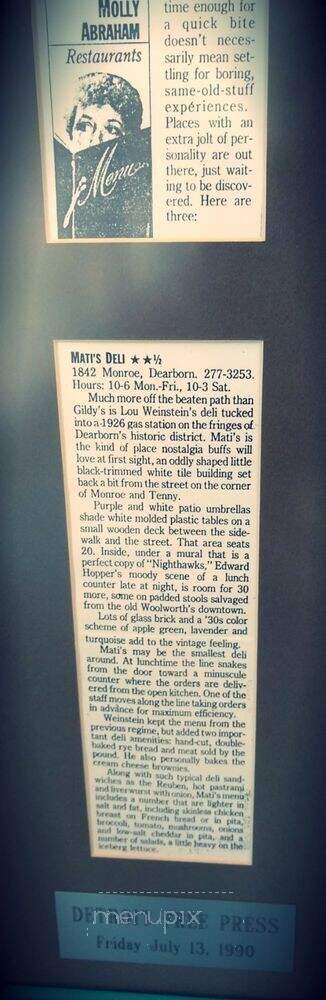 MOLLY
ABRAHAM
Restaurants
Menu
time enough for
a quick bite
doesn't neces-
sarily mean set-
tling for boring,
same-old-stuff
expériences.
Places with an
extra jolt of per-
sonality are out
there, just wait-
ing to be discov-
ered. Here are
three:
MATI'S DELI ★★½
1842 Monroe, Dearborn. 277-3253.
Hours: 10-6 Mon.-Fri., 10-3 Sat.
Much more off the beaten path than
Gildy's is Lou Weinstein's deli tucked
into a 1926 gas station on the fringes of
Dearborn's historic district. Mati's is
the kind of place nostalgia buffs will
love at first sight, an oddly shaped little
black-trimmed white tile building set
back a bit from the street on the corner
of Monroe and Tenny.
Purple and white patio umbrellas
shade white molded plastic tables on a
small wooden deck between the side-
walk and the street. That area seats
20. Inside, under a mural that is a
perfect copy of "Nighthawks," Edward
Hopper's moody scene of a lunch
counter late at night, is room for 30
more, some on padded stools salvaged
from the old Woolworth's downtown.
Lots of glass brick and a '30s color
scheme of apple green, lavender and
turquoise add to the vintage feeling.
Mati's may be the smallest deli
around. At lunchtime the line snakes
from the door toward a minuscule
counter where the orders are deliv-
ered from the open kitchen. One of the
staff moves along the line taking orders
in advance for maximum efficiency.
Weinstein kept the menu from the
previous regime, but added two impor-
tant deli amenities: hand-cut, double-
baked rye bread and meat sold by the
pound. He also personally bakes the
cream cheese brownies.
Along with such typical deli sand-
wiches as the Reuben, hot pastrami
and liverwurst with onion, Mati's menu
includes a number that are lighter in
salt and fat, including skinless chicken
breast on French bread or in pita,
broccoli, tomato, mushrooms, onions
and low-salt cheddar in pita, and a
number of salads, a little heavy on the
iceberg lettuce.
menupix
DETROIT FREE PRESS
Friday July 13, 1990